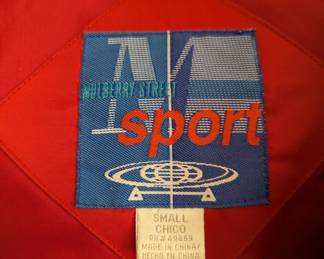 M
MULBERRY STREET
sport
SMALL
CHICO
RN# 49469
MADE IN CHINA/
HECHO EN CHINA